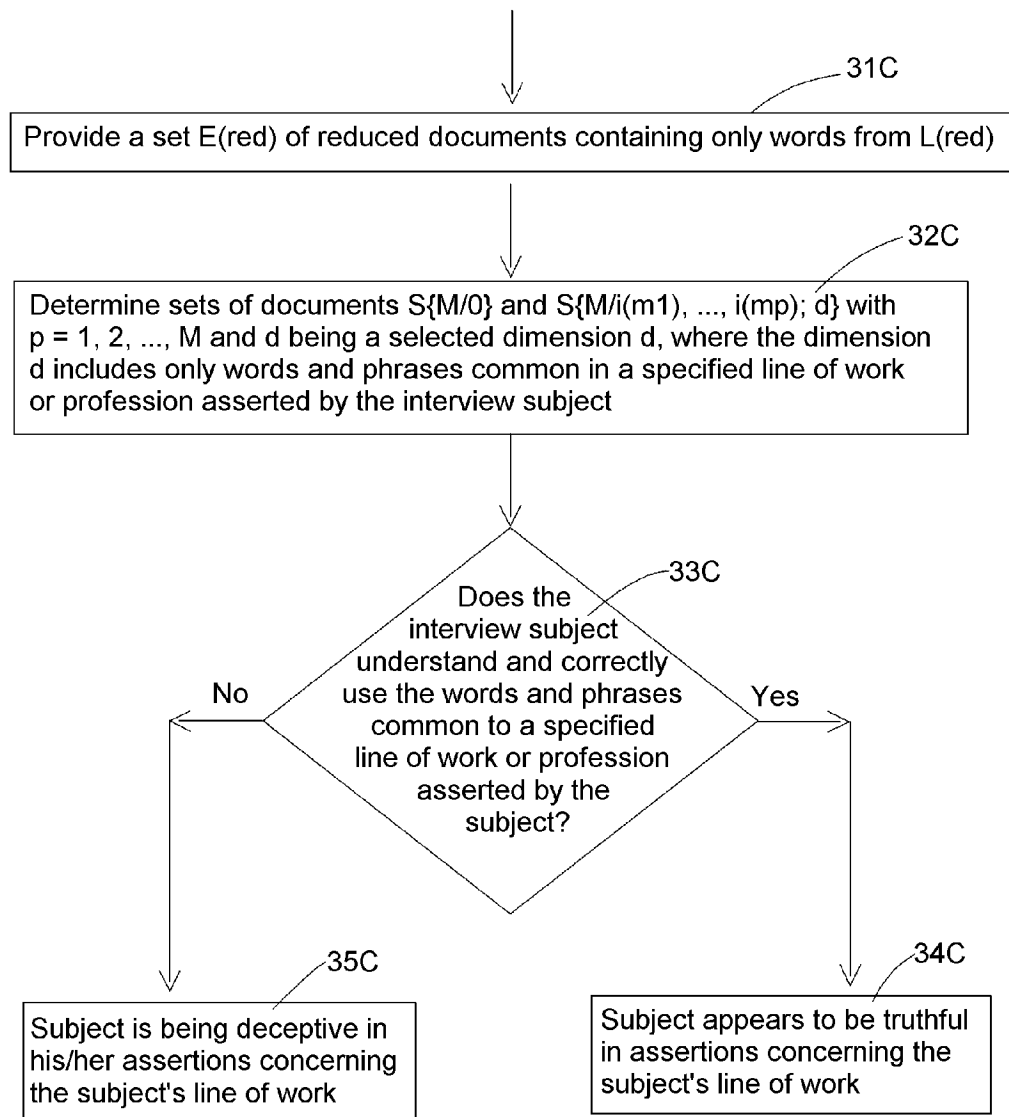 31C
Provide a set E(red) of reduced documents containing only words from L(red)
32C
Determine sets of documents S{M/0} and S{M/i(m1), ..., i(mp); d} with
p = 1, 2, ..., M and d being a selected dimension d, where the dimension
d includes only words and phrases common in a specified line of work
or profession asserted by the interview subject
33C
Does the
interview subject
understand and correctly
use the words and phrases
common to a specified
line of work or profession
asserted by the
subject?
No
Yes
35C
Subject is being deceptive in
his/her assertions concerning
the subject's line of work
34C
Subject appears to be truthful
in assertions concerning the
subject's line of work